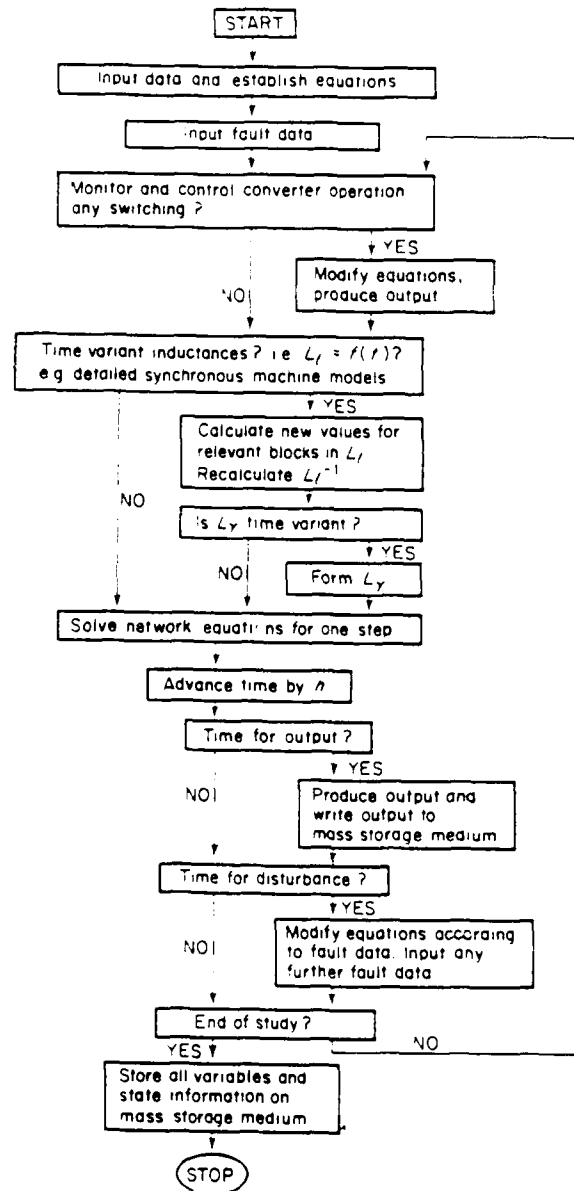 START
Input data and establish equations
Input fault data
Monitor and control converter operation
any switching ?
YES
NO
Modify equations,
produce output
Time variant inductances ? i.e L_l = f(t) ?
e.g detailed synchronous machine models
YES
Calculate new values for
relevant blocks in L_l
Recalculate L_l^-1
NO
Is L_γ time variant ?
YES
NO
Form L_γ
Solve network equations for one step
Advance time by h
Time for output ?
YES
NO
Produce output and
write output to
mass storage medium
Time for disturbance ?
YES
NO
Modify equations according
to fault data. Input any
further fault data
End of study ?
YES
NO
Store all variables and
state information on
mass storage medium
STOP